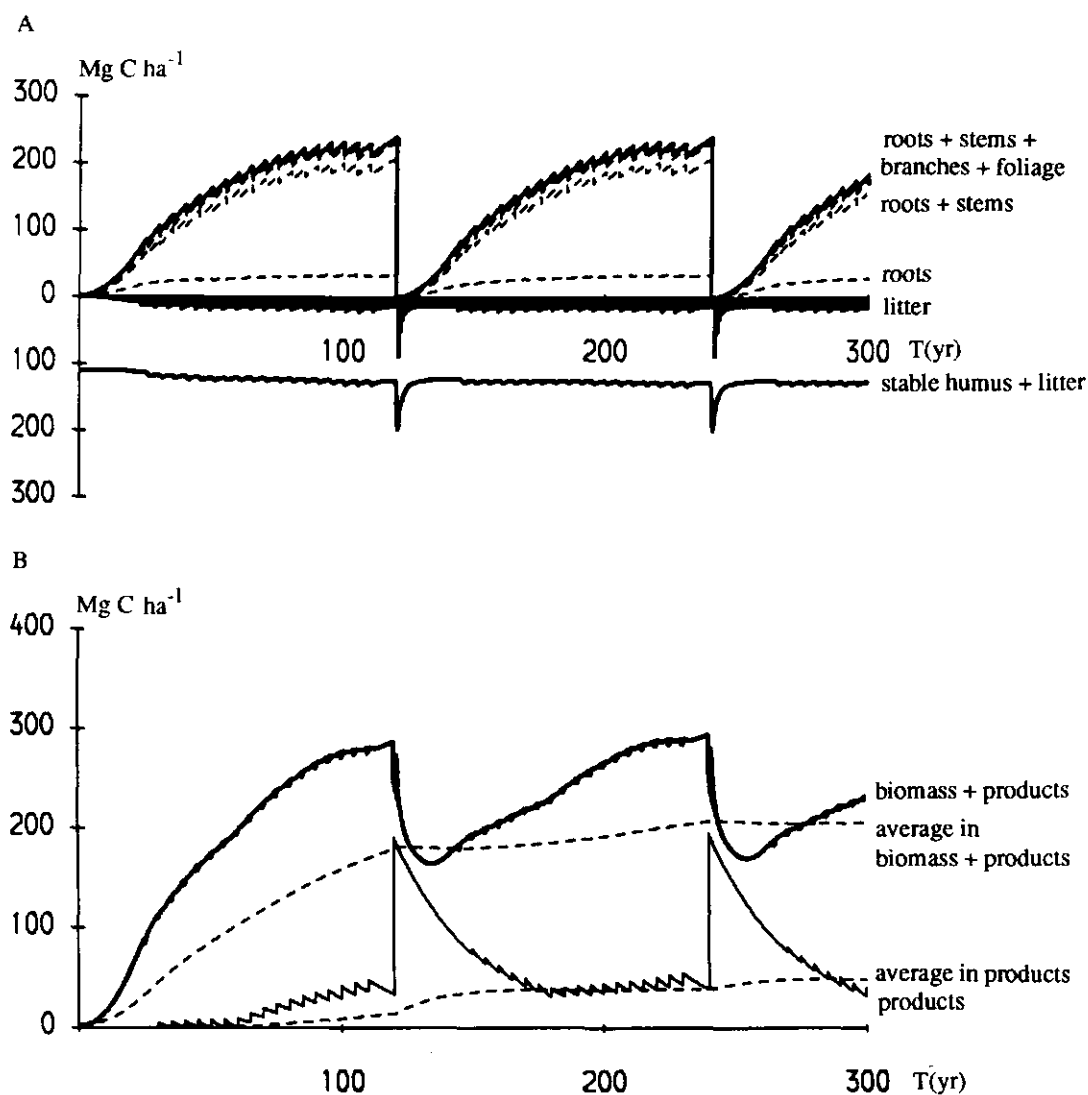 A
Mg C ha⁻¹
300
200
100
0
100
200
300
roots + stems +
branches + foliage
roots + stems
roots
litter
100
200
300
T(yr)
stable humus + litter
B
Mg C ha⁻¹
400
300
200
100
0
biomass + products
average in
biomass + products
average in products
products
100
200
300
T(yr)